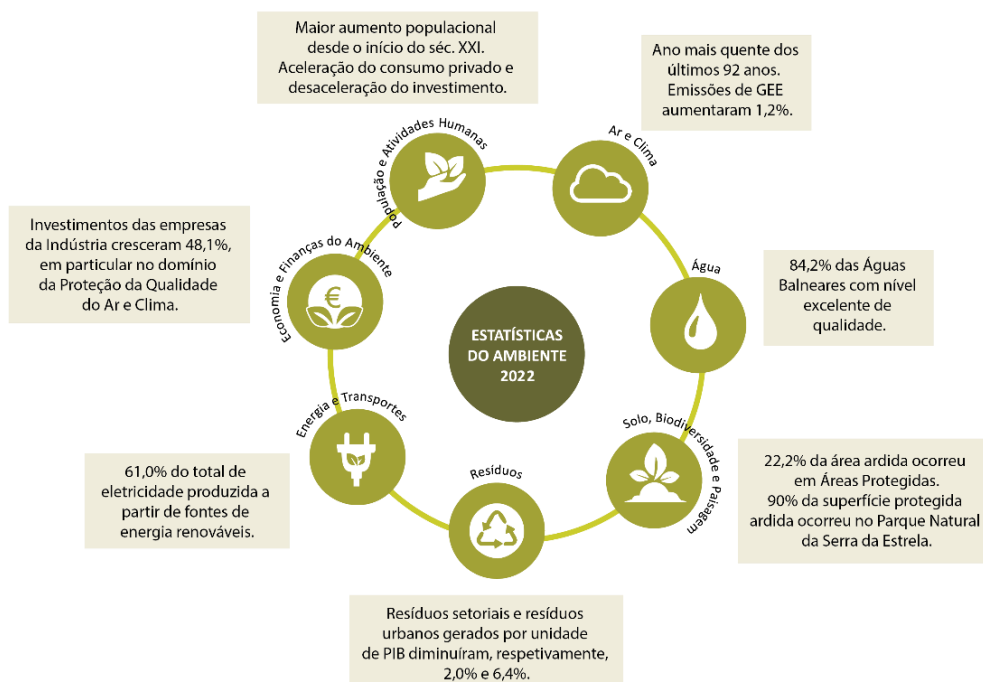 Maior aumento populacional
desde o início do séc. XXI.
Aceleração do consumo privado e
desaceleração do investimento.
População e Atividades Humanas
Ano mais quente dos
últimos 92 anos.
Emissões de GEE
aumentaram 1,2%.
Ar e Clima
Investimentos das empresas
da Indústria cresceram 48,1%,
em particular no domínio
da Proteção da Qualidade
do Ar e Clima.
Economia e Finanças do Ambiente
€
Água
84,2% das Águas
Balneares com nível
excelente de
qualidade.
ESTATÍSTICAS
DO AMBIENTE
2022
Energia e Transportes
61,0% do total de
eletricidade produzida a
partir de fontes de
energia renováveis.
Solo, Biodiversidade e Paisagem
22,2% da área ardida ocorreu
em Áreas Protegidas.
90% da superfície protegida
ardida ocorreu no Parque Natural
da Serra da Estrela.
Resíduos
Resíduos setoriais e resíduos
urbanos gerados por unidade
de PIB diminuíram, respetivamente,
2,0% e 6,4%.